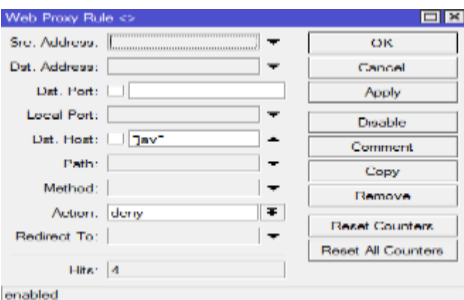 Web Proxy Rule <>
Src. Address:
Dst. Address:
Dst. Port:
Local Port:
Dst. Host:
Path:
Method:
Action: deny
Redirect To:
Hits: 4
enabled
OK
Cancel
Apply
Disable
Comment
Copy
Remove
Reset Counters
Reset All Counters